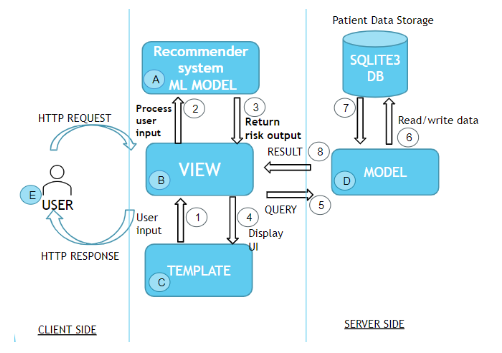 Patient Data Storage
Recommender
system
ML MODEL
A
SQLITE3
DB
Process
user
input
2
3
Return
risk output
7
Read/write data
6
HTTP REQUEST
RESULT
8
VIEW
B
MODEL
D
E
USER
User
input
1
4
QUERY
5
Display
UI
HTTP RESPONSE
TEMPLATE
C
CLIENT SIDE
SERVER SIDE